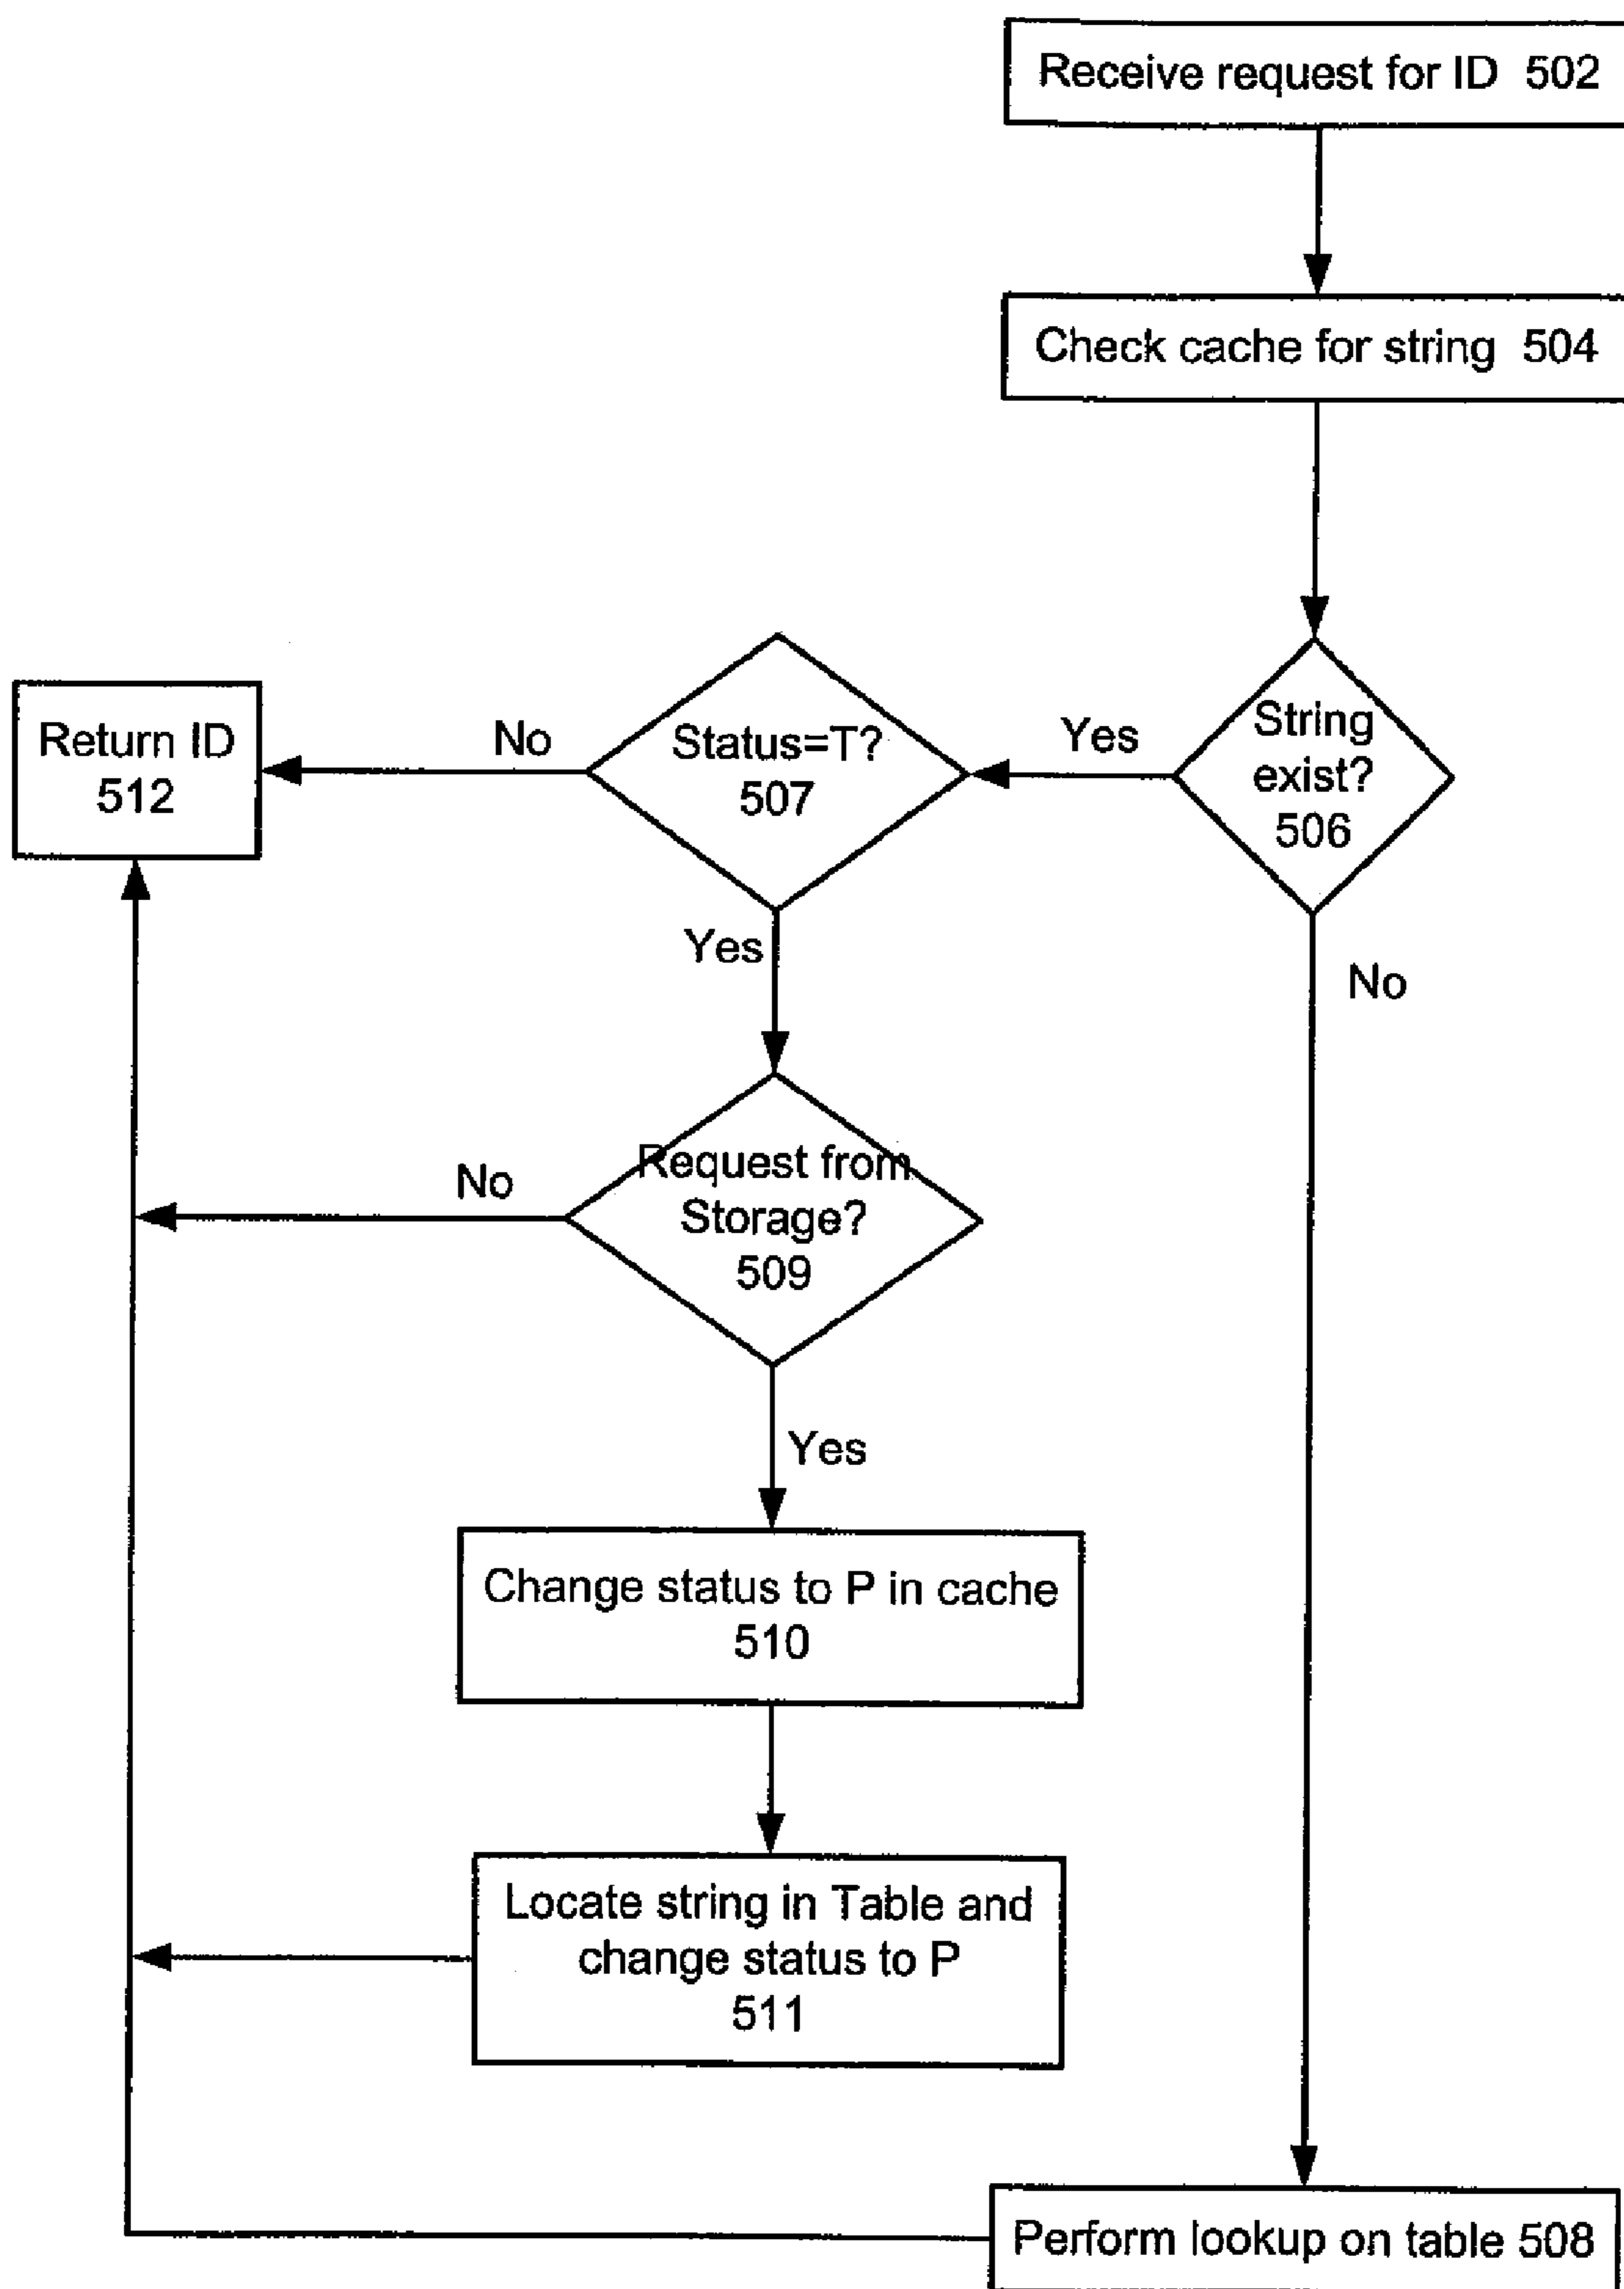 Receive request for ID 502
Check cache for string 504
String
exist?
506
Yes
No
Status=T?
507
No
Yes
Return ID
512
Request from
Storage?
509
No
Yes
Change status to P in cache
510
Locate string in Table and
change status to P
511
Perform lookup on table 508